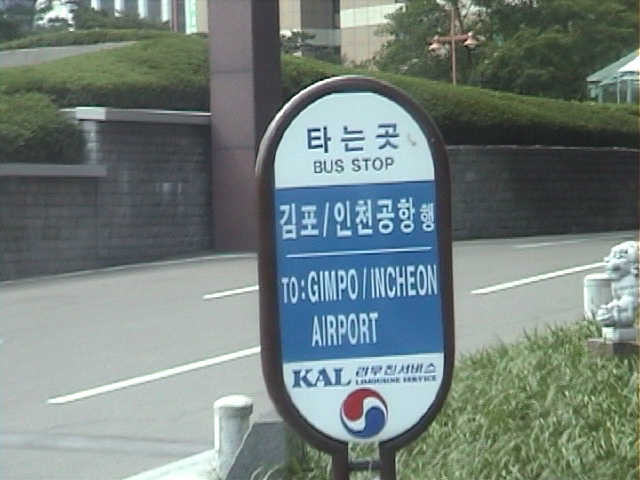 타는곳
BUS STOP
김포/인천공항행
TO:GIMPO/INCHEON
AIRPORT
KAL 리무진서비스
LIMOUSINE SERVICE